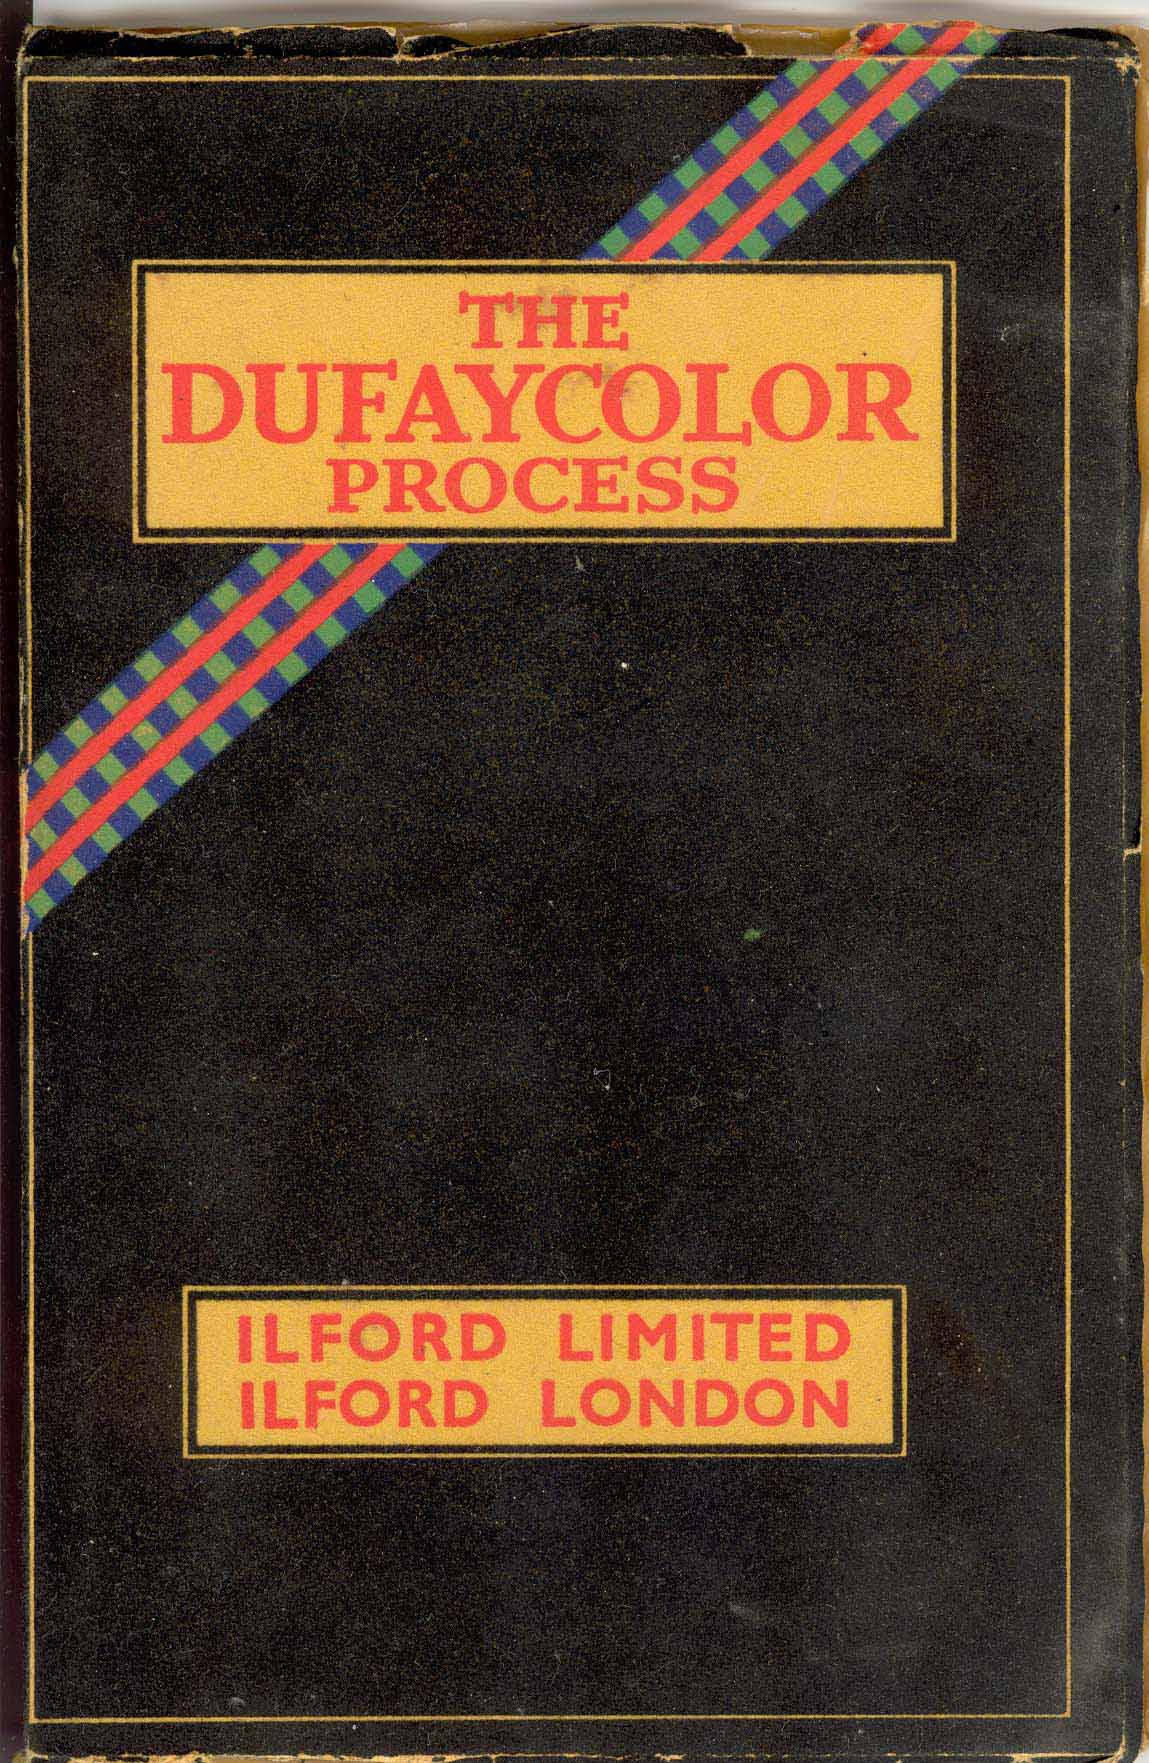 THE
DUFAYCOLOR
PROCESS
ILFORD LIMITED
ILFORD LONDON